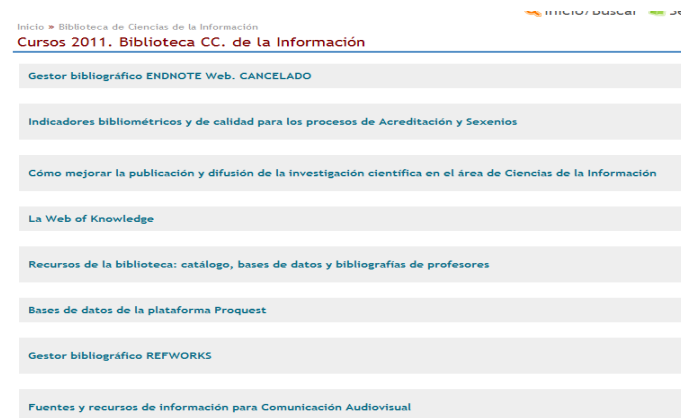 Inicio/Buscar
Inicio » Biblioteca de Ciencias de la Información
Cursos 2011. Biblioteca CC. de la Información
Gestor bibliográfico ENDNOTE Web. CANCELADO
Indicadores bibliométricos y de calidad para los procesos de Acreditación y Sexenios
Cómo mejorar la publicación y difusión de la investigación científica en el área de Ciencias de la Información
La Web of Knowledge
Recursos de la biblioteca: catálogo, bases de datos y bibliografías de profesores
Bases de datos de la plataforma Proquest
Gestor bibliográfico REFWORKS
Fuentes y recursos de información para Comunicación Audiovisual